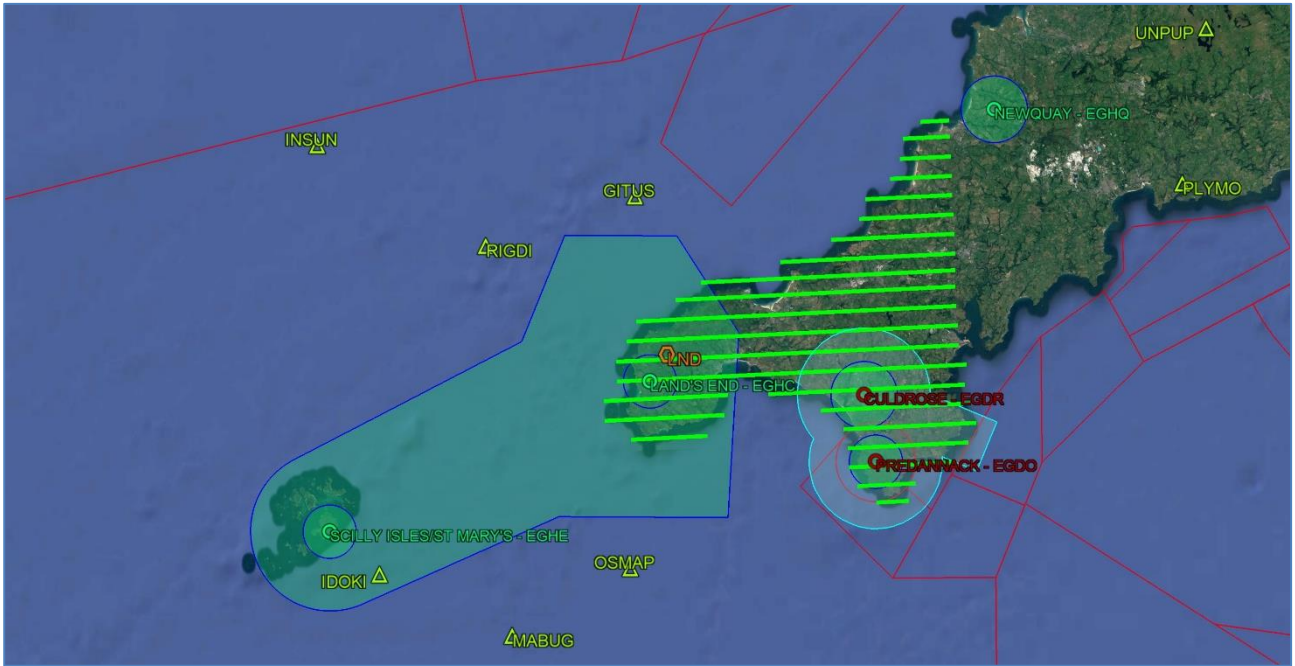 UNPUP
NEWQUAY - EGHQ
INSUN
GITUS
PLYMO
RIGDI
LND
LAND'S END - EGHC
CULDROSE - EGDR
PREDANNACK - EGDO
SCILLY ISLES/ST MARY'S - EGHE
OSMAP
IDOKI
MABUG